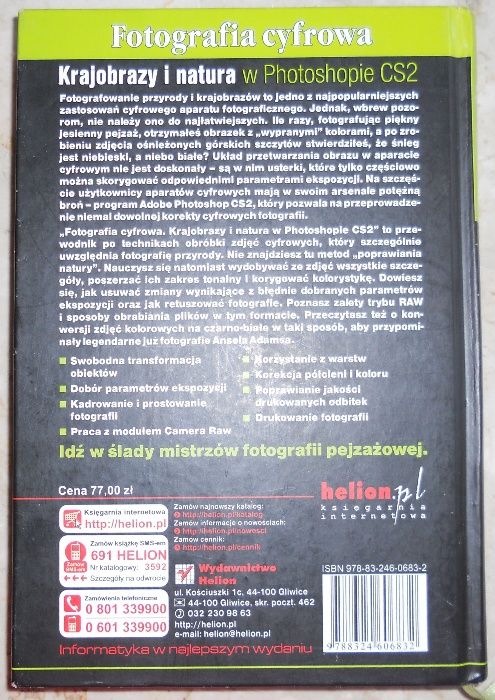 Fotografia cyfrowa
Krajobrazy i natura w Photoshopie CS2
Fotografowanie przyrody i krajobrazów to jedno z najpopularniejszych
zastosowań cyfrowego aparatu fotograficznego. Jednak, wbrew pozo-
rom, nie należy ono do najłatwiejszych. Ile razy, fotografując piękny
jesienny pejzaż, otrzymałeś obrazek z „wypranymi” kolorami, a po zro-
bieniu zdjęcia ośnieżonych górskich szczytów stwierdziłeś, że śnieg
jest niebieski, a niebo białe? Układ przetwarzania obrazu w aparacie
cyfrowym nie jest doskonały – są w nim usterki, które tylko częściowo
można skorygować odpowiednimi parametrami ekspozycji. Na szczę-
ście użytkownicy aparatów cyfrowych mają w swoim arsenale potężną
broń – program Adobe Photoshop CS2, który pozwala na przeprowadze-
nie niemal dowolnej korekty cyfrowych fotografii.
„Fotografia cyfrowa. Krajobrazy i natura w Photoshopie CS2” to prze-
wodnik po technikach obróbki zdjęć cyfrowych, który szczególnie
uwzględnia fotografię przyrody. Nie znajdziesz tu metod „poprawiania
natury”. Nauczysz się natomiast wydobywać ze zdjęć wszystkie szcze-
góły, poszerzać ich zakres tonalny i korygować kolorystykę. Dowiesz
się, jak usuwać zmiany wynikające z błędnie dobranych parametrów
ekspozycji oraz jak retuszować fotografie. Poznasz zalety trybu RAW
i sposoby obrabiania plików w tym formacie. Przeczytasz też o kon-
wersji zdjęć kolorowych na czarno-białe w taki sposób, aby przypomi-
nały legendarne już fotografie Ansela Adamsa.
Swobodna transformacja
obiektów
Dobór parametrów ekspozycji
Kadrowanie i prostowanie
fotografii
Praca z modułem Camera Raw
Korzystanie z warstw
Korekcja półcieni i koloru
Poprawianie jakości
drukowanych odbitek
Drukowanie fotografii
Idź w ślady mistrzów fotografii pejzażowej.
Cena 77,00 zł
Księgarnia internetowa
http://helion.pl
Zamów książkę SMS-em
691 HELION
Nr katalogowy: 3592
Zamów SMS-em
Szczegóły na odwrocie
Zamówienia telefoniczne
0 801 339900
0 601 339900
Zamów najnowszy katalog:
http://helion.pl/katalog
Zamów informacje o nowościach:
http://helion.pl/nowosci
Zamów cennik:
http://helion.pl/cennik
Wydawnictwo
Helion
ul. Kościuszki 1c, 44-100 Gliwice
44-100 Gliwice, skr. poczt. 462
032 230 98 63
http://helion.pl
e-mail: helion@helion.pl
helion.pl
księgarnia
internetowa
ISBN 978-83-246-0683-2
9 788324 606832
Informatyka w najlepszym wydaniu